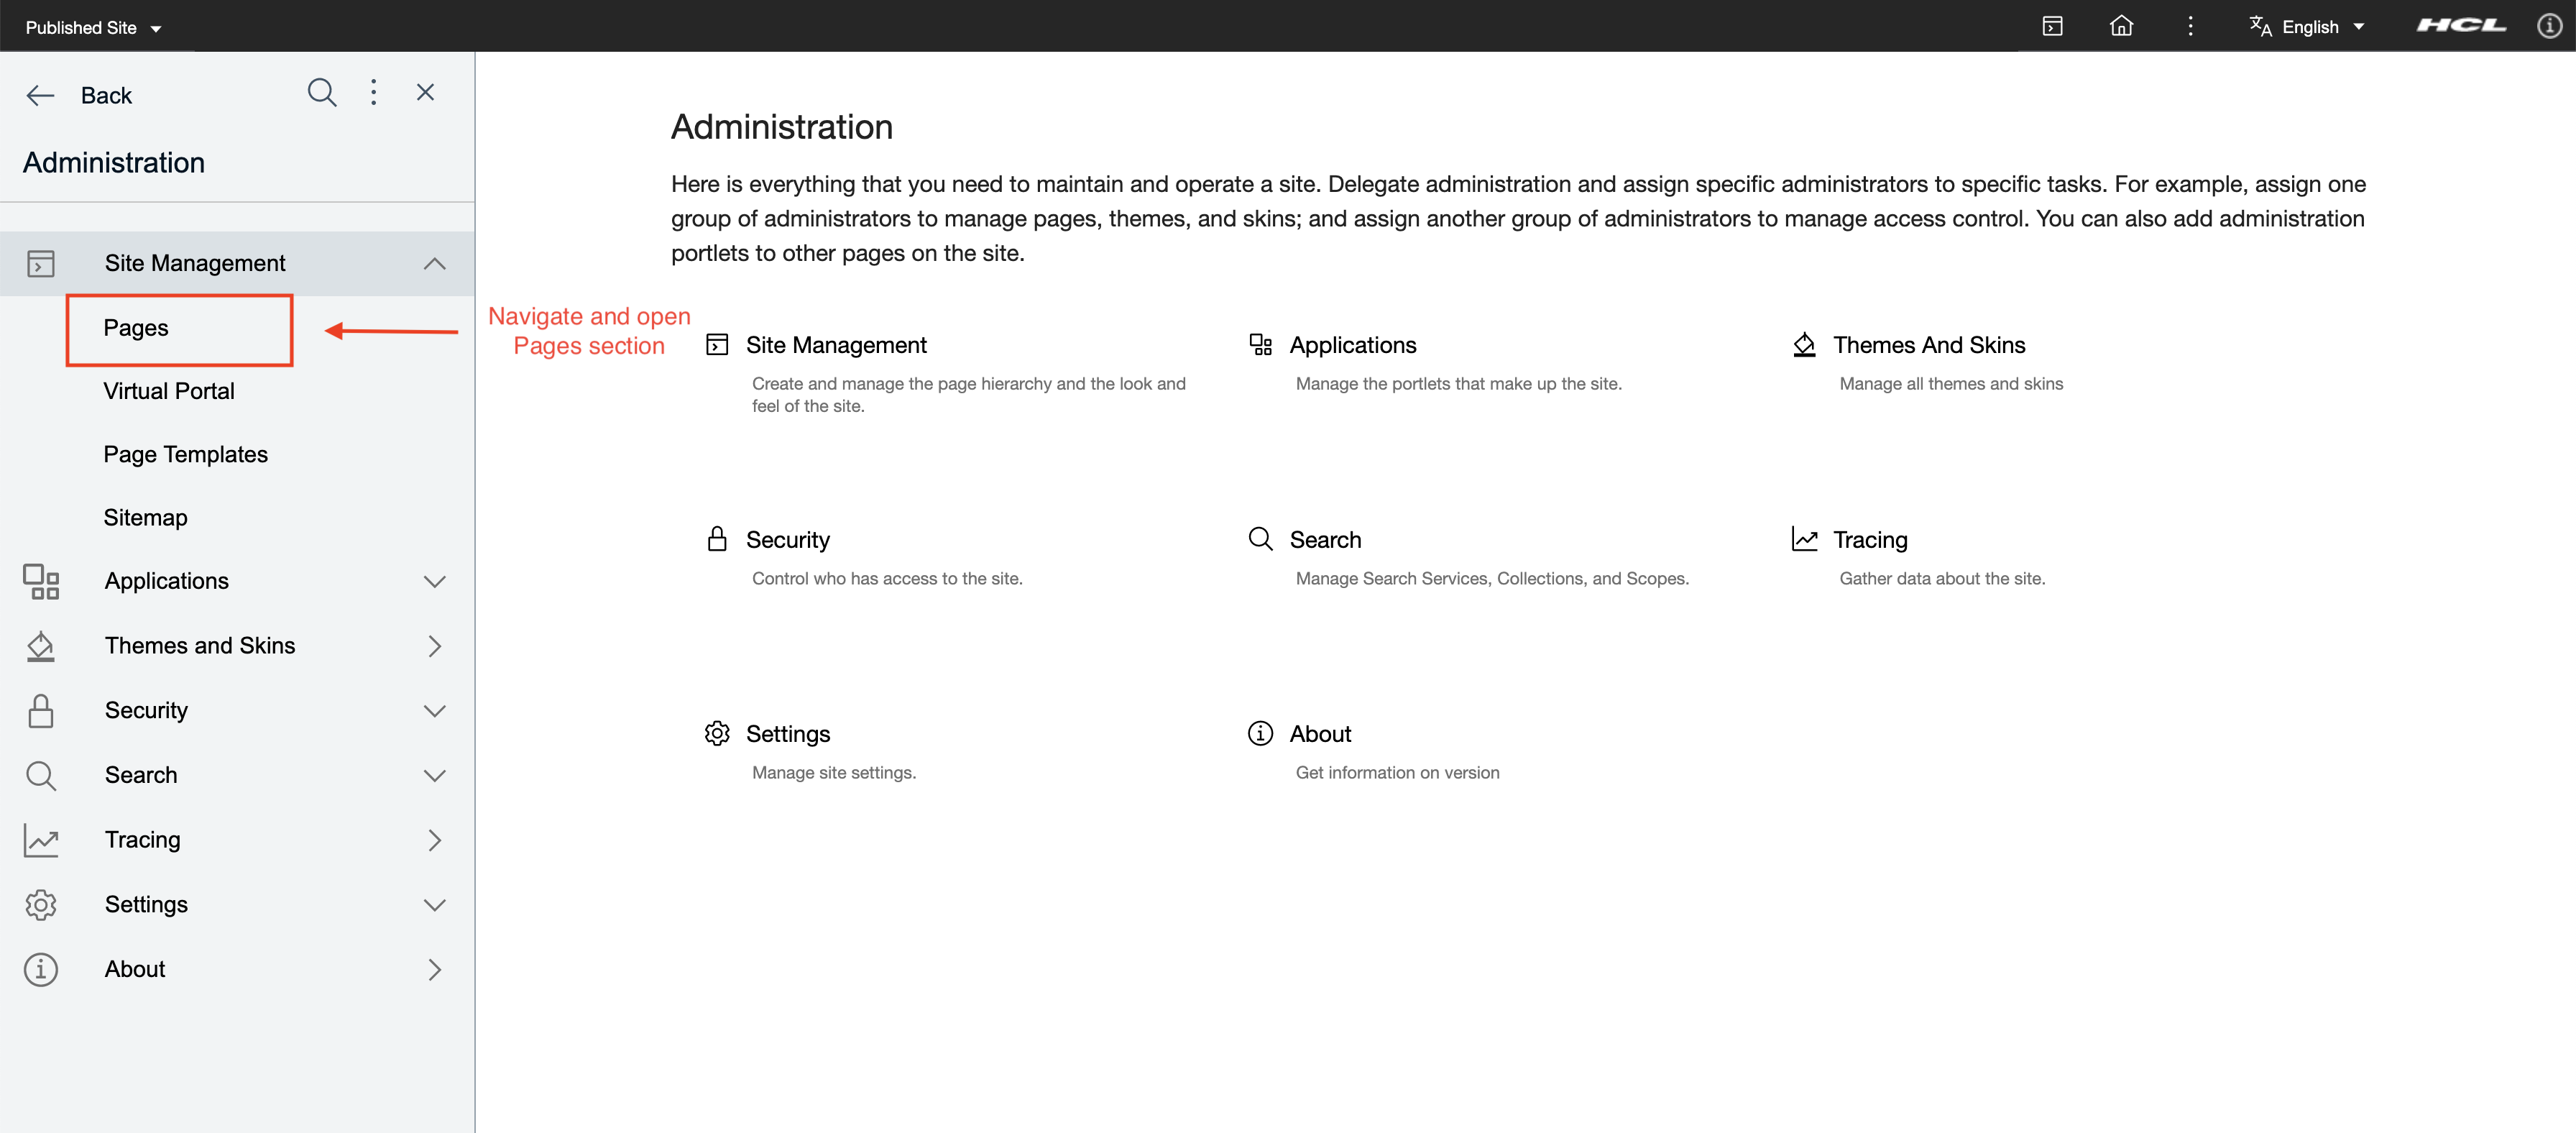 Published Site
English
HCL
Back
Administration
Site Management
Pages
Virtual Portal
Page Templates
Sitemap
Applications
Themes and Skins
Security
Search
Tracing
Settings
About
Navigate and open
Pages section
Administration
Here is everything that you need to maintain and operate a site. Delegate administration and assign specific administrators to specific tasks. For example, assign one
group of administrators to manage pages, themes, and skins; and assign another group of administrators to manage access control. You can also add administration
portlets to other pages on the site.
Site Management
Create and manage the page hierarchy and the look and
feel of the site.
Applications
Manage the portlets that make up the site.
Themes And Skins
Manage all themes and skins
Security
Control who has access to the site.
Search
Manage Search Services, Collections, and Scopes.
Tracing
Gather data about the site.
Settings
Manage site settings.
About
Get information on version